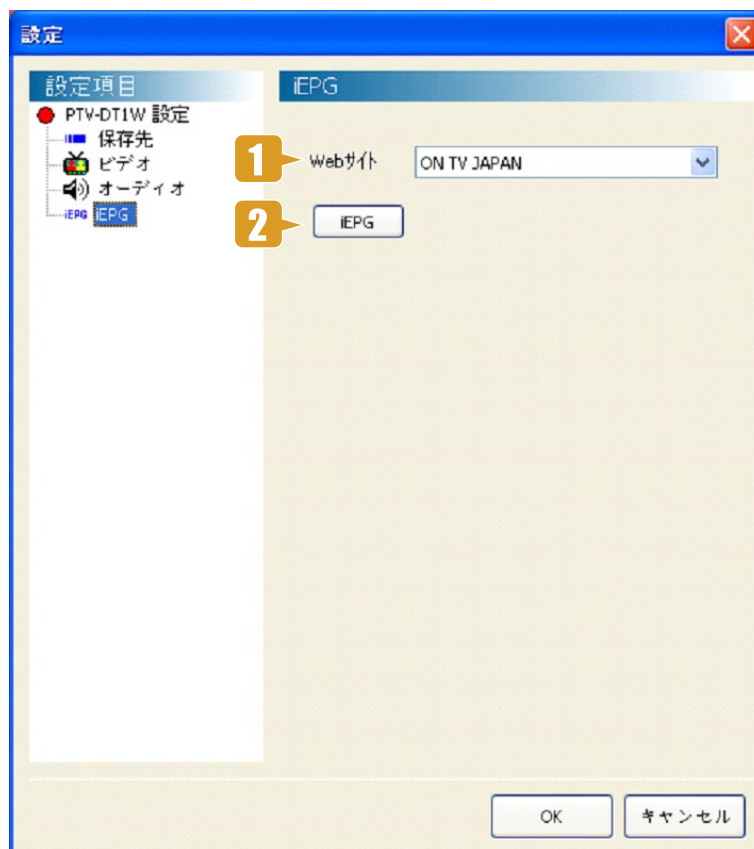 設定
設定項目
PTV-DT1W 設定
保存先
ビデオ
オーディオ
iEPG iEPG
iEPG
1 Webサイト ON TV JAPAN
2 iEPG
OK キャンセル